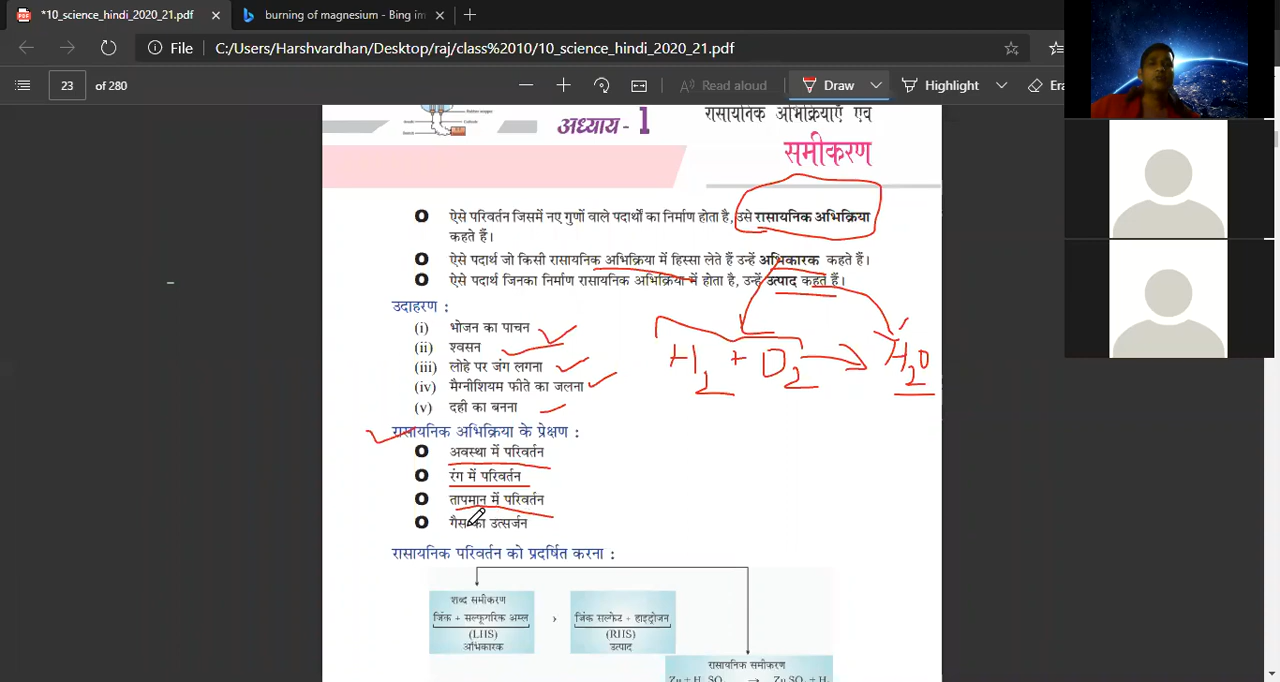 *10_science_hindi_2020_21.pdf
burning of magnesium - Bing im
File
C:/Users/Harshvardhan/Desktop/raj/class%2010/10_science_hindi_2020_21.pdf
23 of 280
Read aloud
Draw
Highlight
Era
अध्याय - 1
रासायनिक अभिक्रियाएँ एवं
समीकरण
ऐसे परिवर्तन जिसमें नए गुणों वाले पदार्थों का निर्माण होता है, उसे रासायनिक अभिक्रिया
कहते हैं।
ऐसे पदार्थ जो किसी रासायनिक अभिक्रिया में हिस्सा लेते हैं उन्हें अभिकारक कहते हैं।
ऐसे पदार्थ जिनका निर्माण रासायनिक अभिक्रिया में होता है, उन्हें उत्पाद कहते हैं।
उदाहरण :
(i) भोजन का पाचन
(ii) श्वसन
(iii) लोहे पर जंग लगना
(iv) मैग्नीशियम फीते का जलना
(v) दही का बनना
H2 + O2 → H2O
रासायनिक अभिक्रिया के प्रेक्षण :
अवस्था में परिवर्तन
रंग में परिवर्तन
तापमान में परिवर्तन
गैस का उत्सर्जन
रासायनिक परिवर्तन को प्रदर्षित करना :
शब्द समीकरण
जिंक + सल्फ्यूरिक अम्ल
(LHS)
अभिकारक
जिंक सल्फेट + हाइड्रोजन
(RHS)
उत्पाद
रासायनिक समीकरण